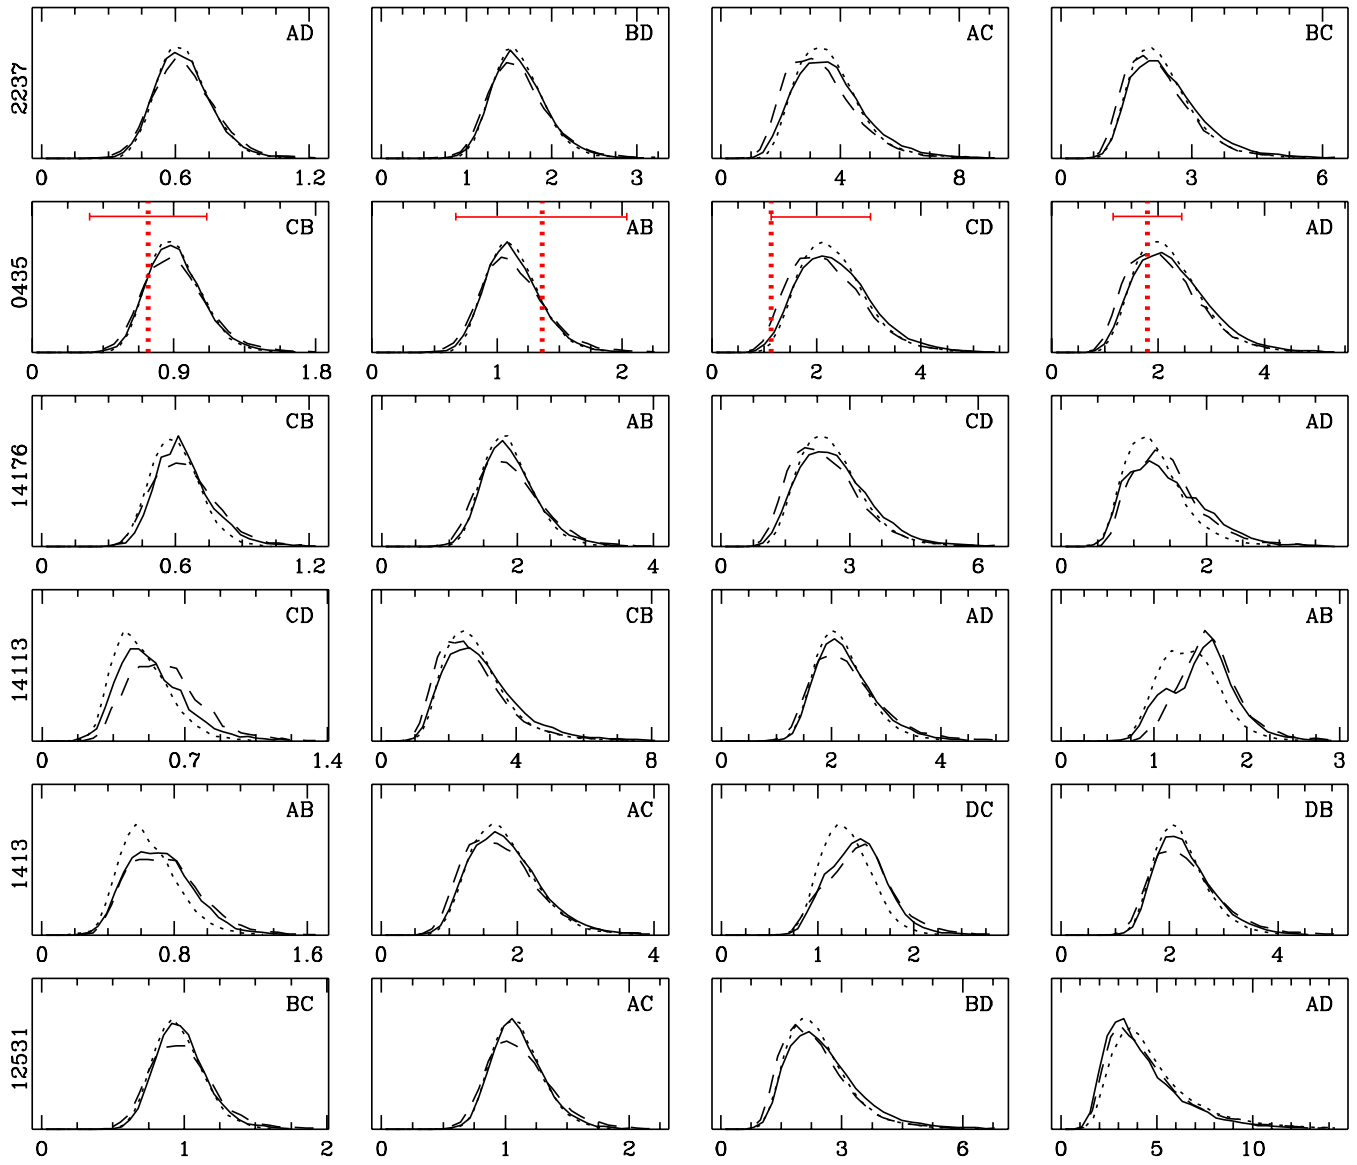 AD BD AC BC
2237
0 0.6 1.2 0 1 2 3 0 4 8 0 3 6
CB AB CD AD
0435
0 0.9 1.8 0 1 2 0 2 4 0 2 4
CB AB CD AD
14176
0 0.6 1.2 0 2 4 0 3 6 0 2
CD CB AD AB
14113
0 0.7 1.4 0 4 8 0 2 4 0 1 2 3
AB AC DC DB
1413
0 0.8 1.6 0 2 4 0 1 2 0 2 4
BC AC BD AD
12531
0 1 2 0 1 2 0 3 6 0 5 10